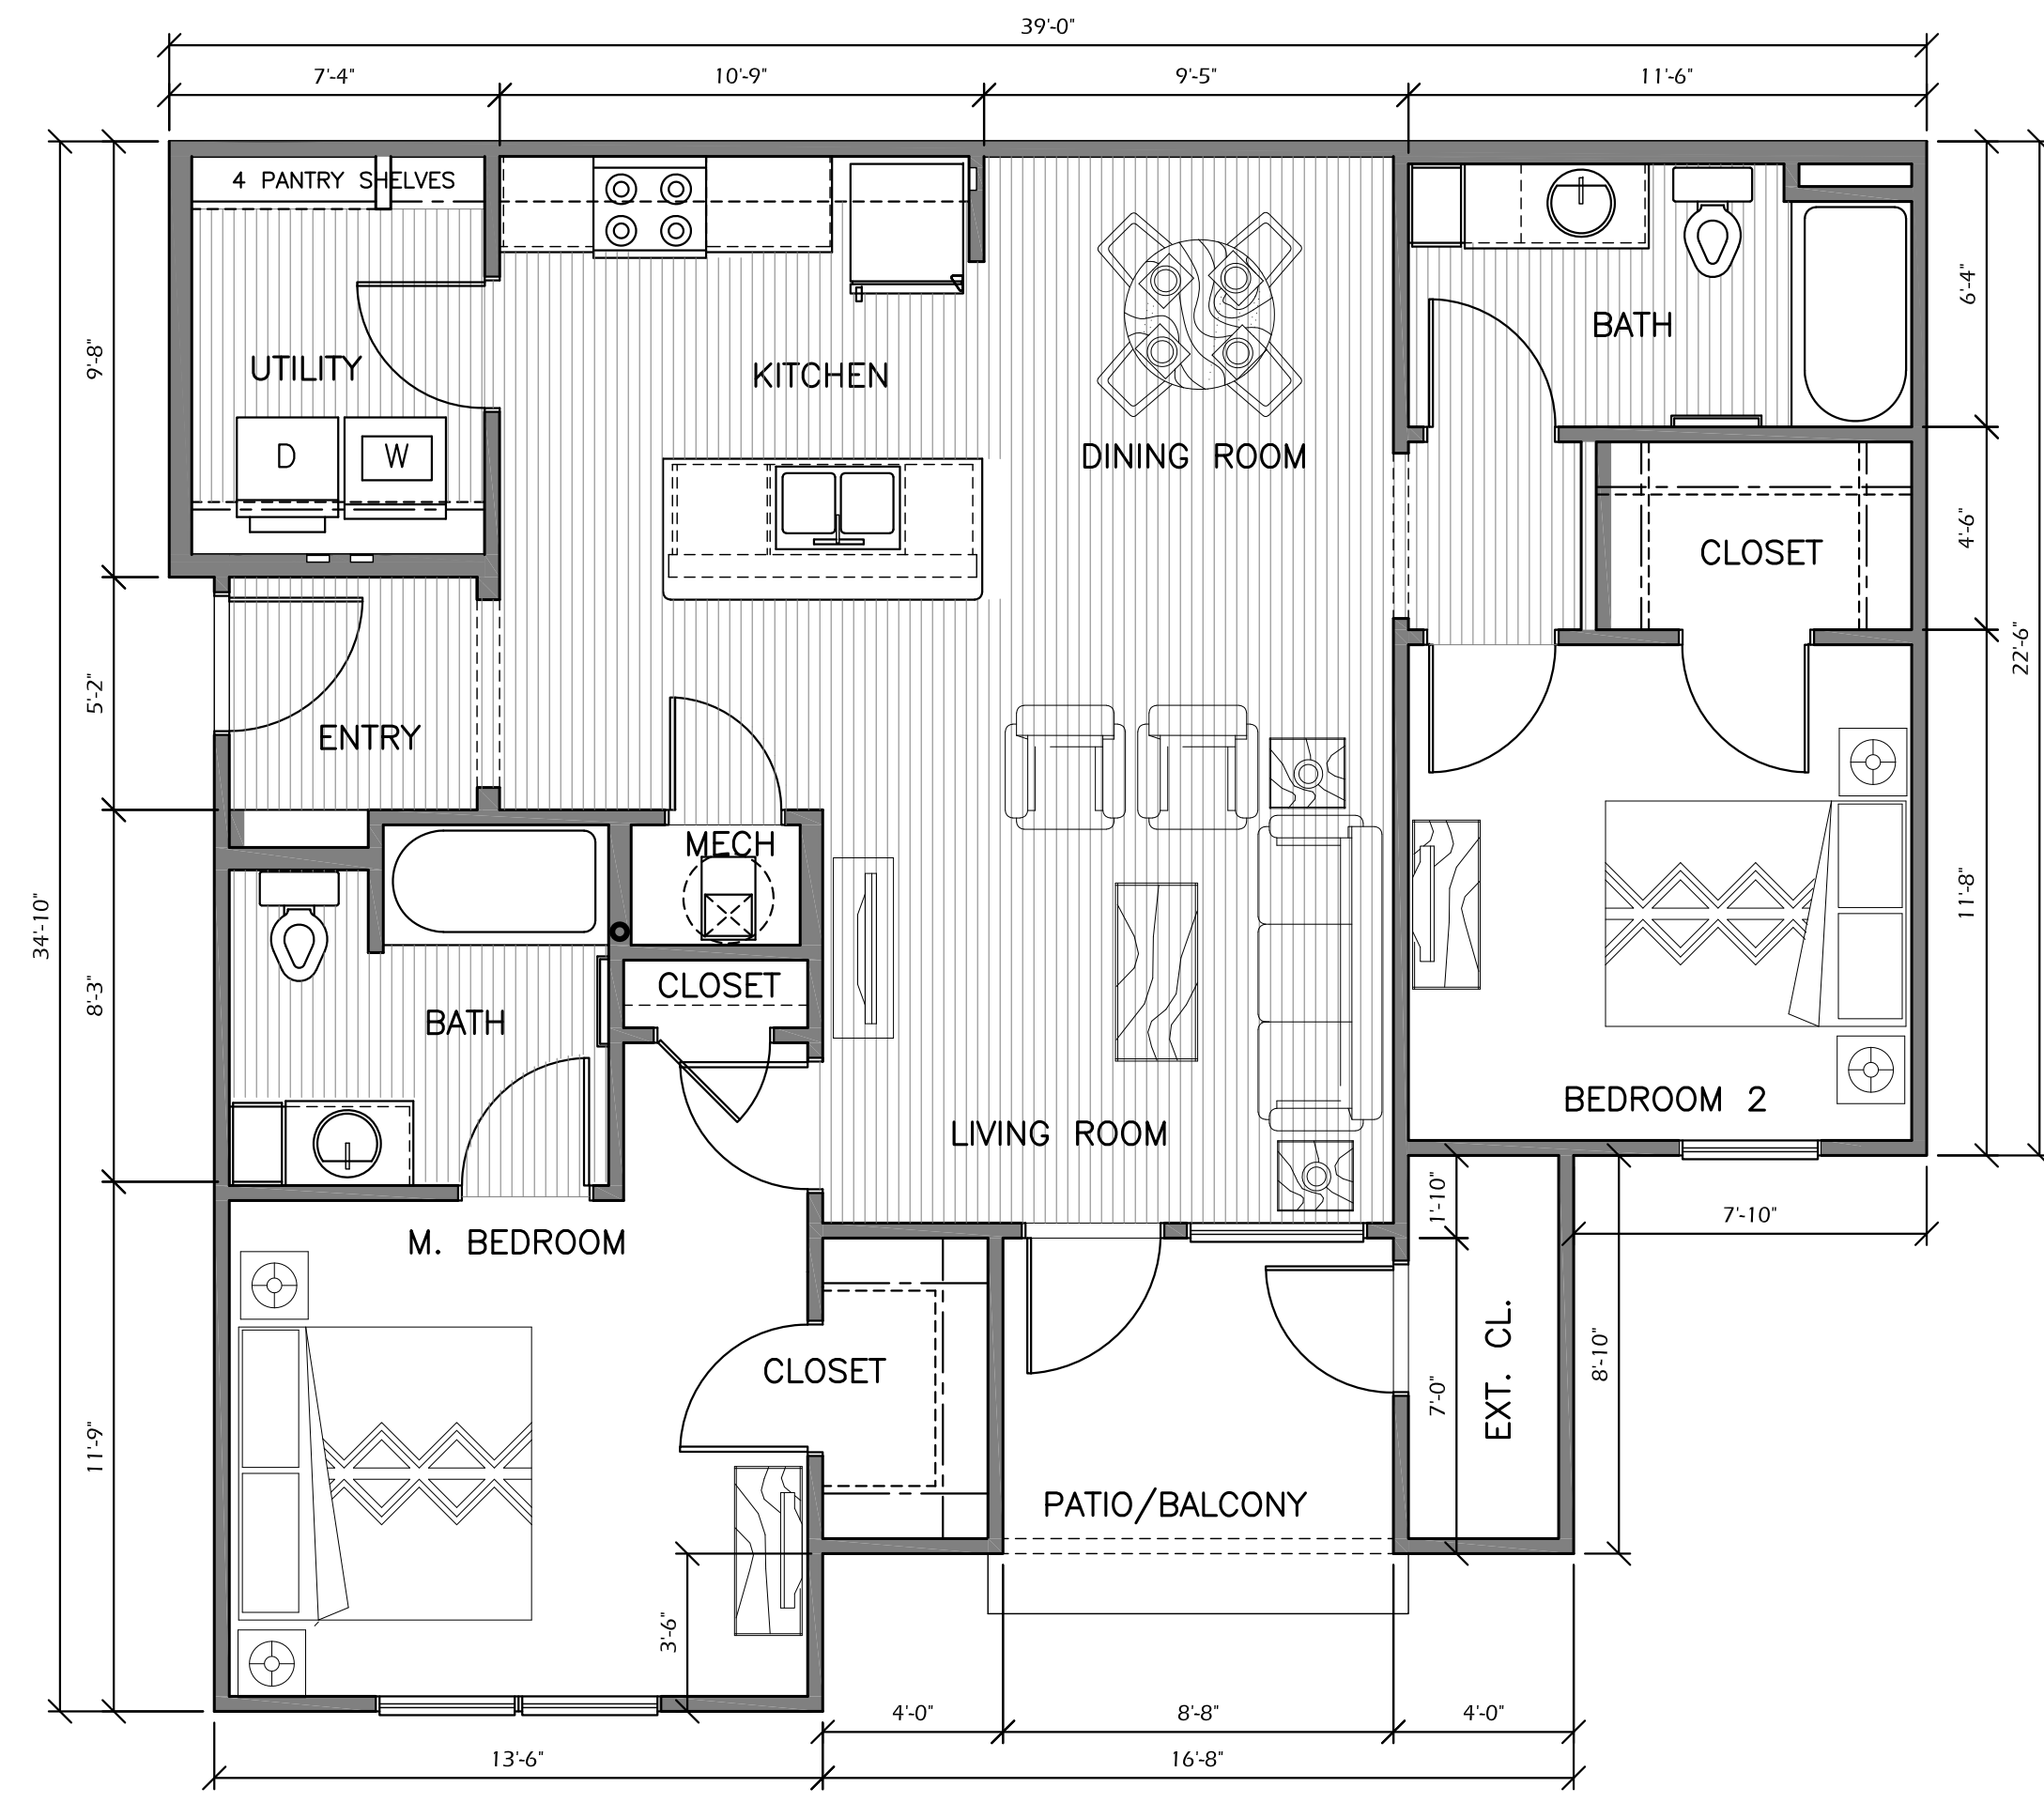 39'-0"
7'-4"
10'-9"
9'-5"
11'-6"
4 PANTRY SHELVES
UTILITY
D
W
KITCHEN
DINING ROOM
BATH
CLOSET
9'-8"
5'-2"
8'-3"
11'-9"
34'-10"
6'-4"
4'-6"
11'-8"
22'-6"
ENTRY
MECH
CLOSET
BATH
LIVING ROOM
BEDROOM 2
M. BEDROOM
CLOSET
PATIO/BALCONY
EXT. CL.
1'-10"
7'-0"
8'-10"
7'-10"
3'-6"
4'-0"
8'-8"
4'-0"
13'-6"
16'-8"